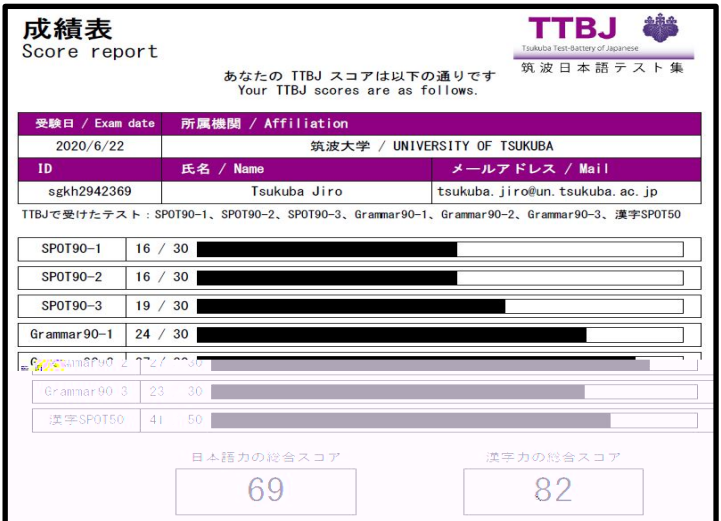 成績表
Score report
TTBJ
Tsukuba Test-Battery of Japanese
筑波日本語テスト集
あなたの TTBJ スコアは以下の通りです
Your TTBJ scores are as follows.
受験日 / Exam date 所属機関 / Affiliation
2020/6/22 筑波大学 / UNIVERSITY OF TSUKUBA
ID 氏名 / Name メールアドレス / Mail
sgkh2942369 Tsukuba Jiro tsukuba.jiro@un.tsukuba.ac.jp
TTBJで受けたテスト：SPOT90-1、SPOT90-2、SPOT90-3、Grammar90-1、Grammar90-2、Grammar90-3、漢字SPOT50
SPOT90-1 16 / 30
SPOT90-2 16 / 30
SPOT90-3 19 / 30
Grammar90-1 24 / 30
Grammar90-2 27 30
Grammar90-3 23 30
漢字SPOT50 41 50
日本語力の総合スコア 漢字力の総合スコア
69 82